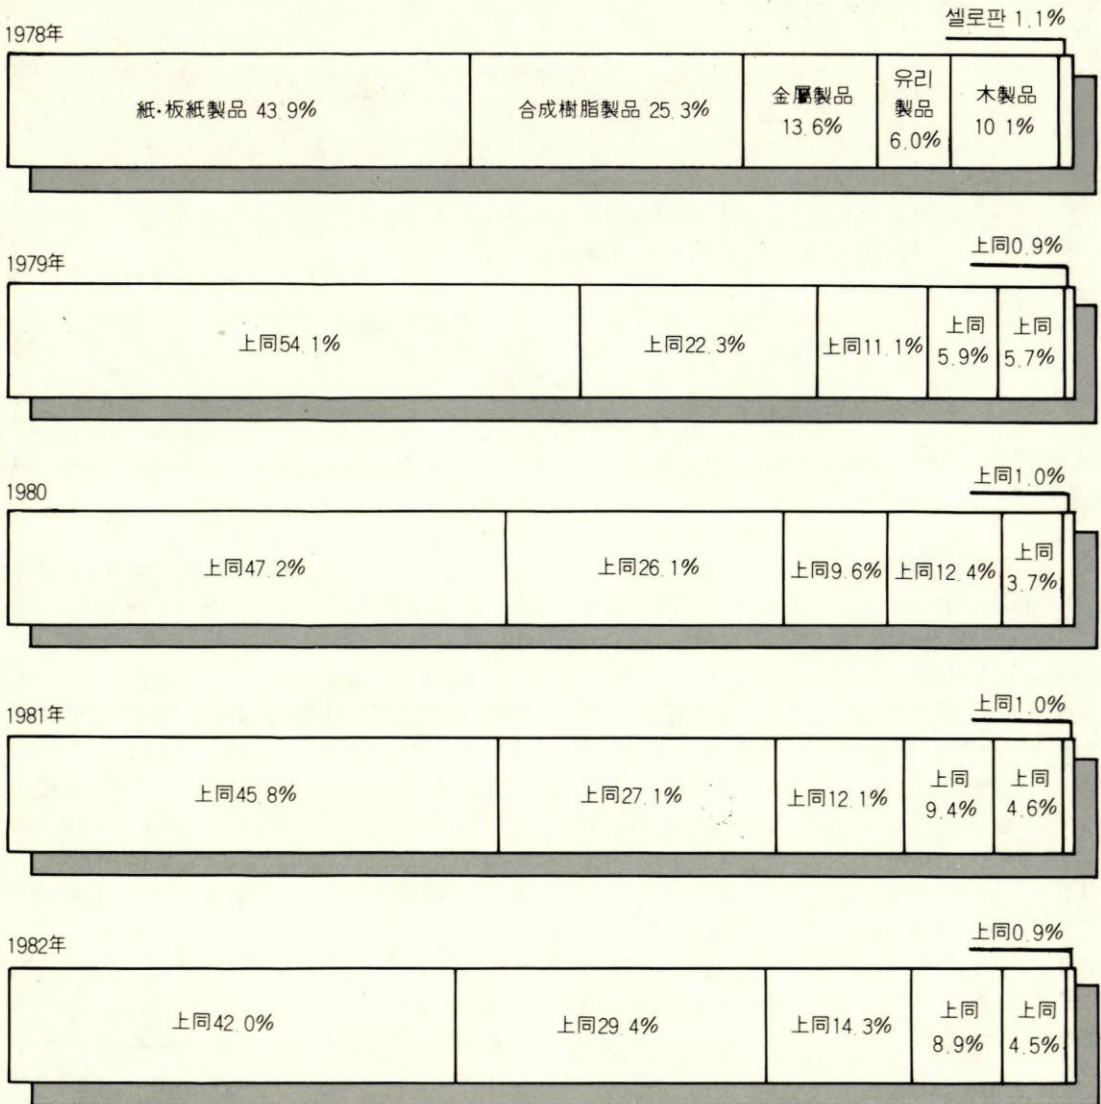 셀로판 1.1%
1978年
紙·板紙製品 43.9%
合成樹脂製品 25.3%
金屬製品
13.6%
유리
製品
6.0%
木製品
10.1%
上同0.9%
1979年
上同54.1%
上同22.3%
上同11.1%
上同
5.9%
上同
5.7%
上同1.0%
1980
上同47.2%
上同26.1%
上同9.6%
上同12.4%
上同
3.7%
上同1.0%
1981年
上同45.8%
上同27.1%
上同12.1%
上同
9.4%
上同
4.6%
上同0.9%
1982年
上同42.0%
上同29.4%
上同14.3%
上同
8.9%
上同
4.5%